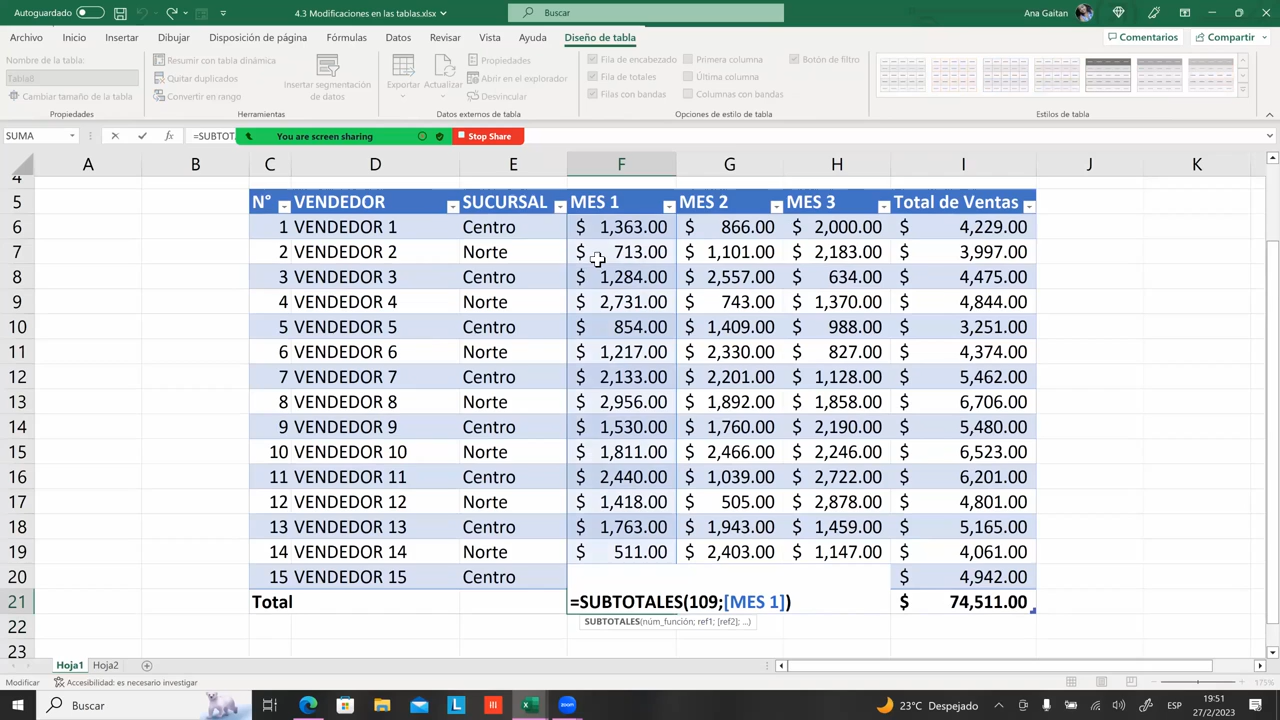 Autoguardado
4.3 Modificaciones en las tablas.xlsx
Buscar
Ana Gaitan
Archivo Inicio Insertar Dibujar Disposición de página Fórmulas Datos Revisar Vista Ayuda Diseño de tabla Comentarios Compartir
Nombre de la tabla:
Tabla8
Cambiar tamaño de la tabla
Propiedades
Resumir con tabla dinámica
Quitar duplicados
Convertir en rango
Herramientas
Insertar segmentación
de datos
Propiedades
Abrir en el explorador
Desvincular
Datos externos de tabla
Fila de encabezado Primera columna Botón de filtro
Fila de totales Última columna
Filas con bandas Columnas con bandas
Opciones de estilo de tabla
Estilos de tabla
SUMA fx =SUBTOTA You are screen sharing Stop Share
A B C D E F G H I J K
4
5 N° VENDEDOR SUCURSAL MES 1 MES 2 MES 3 Total de Ventas
6 1 VENDEDOR 1 Centro $ 1,363.00 $ 866.00 $ 2,000.00 $ 4,229.00
7 2 VENDEDOR 2 Norte $ 713.00 $ 1,101.00 $ 2,183.00 $ 3,997.00
8 3 VENDEDOR 3 Centro $ 1,284.00 $ 2,557.00 $ 634.00 $ 4,475.00
9 4 VENDEDOR 4 Norte $ 2,731.00 $ 743.00 $ 1,370.00 $ 4,844.00
10 5 VENDEDOR 5 Centro $ 854.00 $ 1,409.00 $ 988.00 $ 3,251.00
11 6 VENDEDOR 6 Norte $ 1,217.00 $ 2,330.00 $ 827.00 $ 4,374.00
12 7 VENDEDOR 7 Centro $ 2,133.00 $ 2,201.00 $ 1,128.00 $ 5,462.00
13 8 VENDEDOR 8 Norte $ 2,956.00 $ 1,892.00 $ 1,858.00 $ 6,706.00
14 9 VENDEDOR 9 Centro $ 1,530.00 $ 1,760.00 $ 2,190.00 $ 5,480.00
15 10 VENDEDOR 10 Norte $ 1,811.00 $ 2,466.00 $ 2,246.00 $ 6,523.00
16 11 VENDEDOR 11 Centro $ 2,440.00 $ 1,039.00 $ 2,722.00 $ 6,201.00
17 12 VENDEDOR 12 Norte $ 1,418.00 $ 505.00 $ 2,878.00 $ 4,801.00
18 13 VENDEDOR 13 Centro $ 1,763.00 $ 1,943.00 $ 1,459.00 $ 5,165.00
19 14 VENDEDOR 14 Norte $ 511.00 $ 2,403.00 $ 1,147.00 $ 4,061.00
20 15 VENDEDOR 15 Centro $ 4,942.00
21 Total =SUBTOTALES(109;[MES 1]) $ 74,511.00
22 SUBTOTALES(núm_función; ref1; [ref2]; ...)
23
Hoja1 Hoja2
Modificar Accesibilidad: es necesario investigar 175%
Buscar
23°C Despejado ESP 19:51
27/2/2023